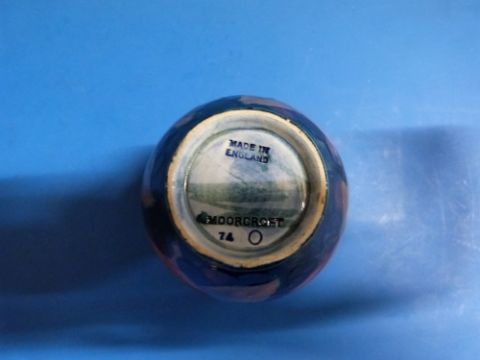 MADE IN
ENGLAND
MOORCROFT
74 O